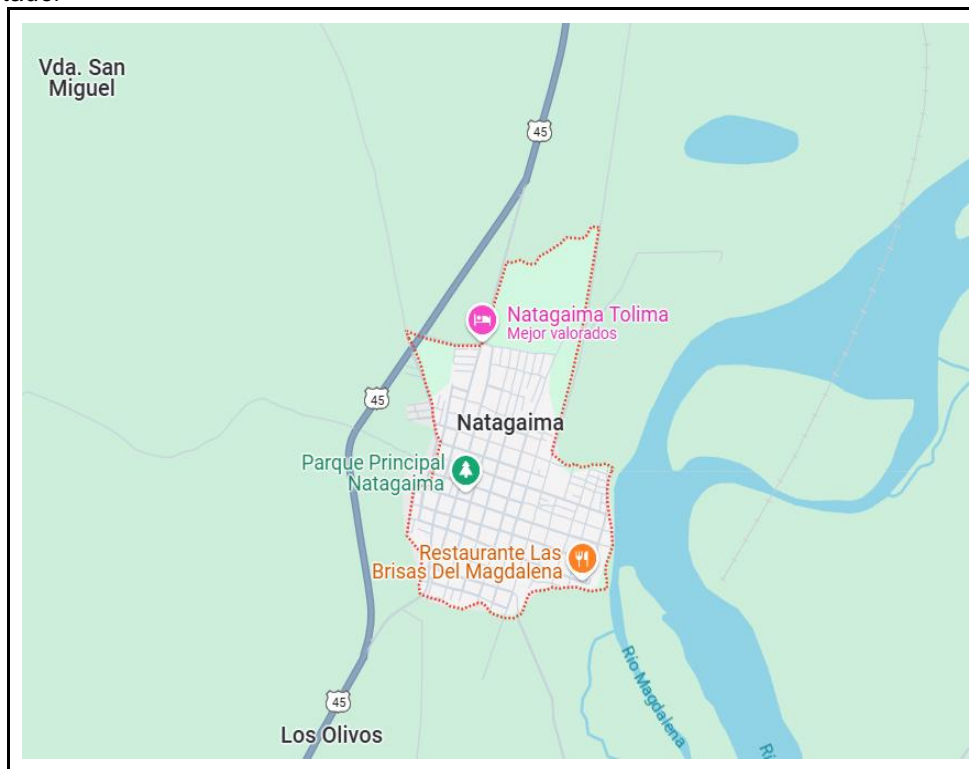 Vda. San
Miguel
45
Natagaima Tolima
Mejor valorados
45
Natagaima
Parque Principal
Natagaima
Restaurante Las
Brisas Del Magdalena
Río Magdalena
45
Los Olivos